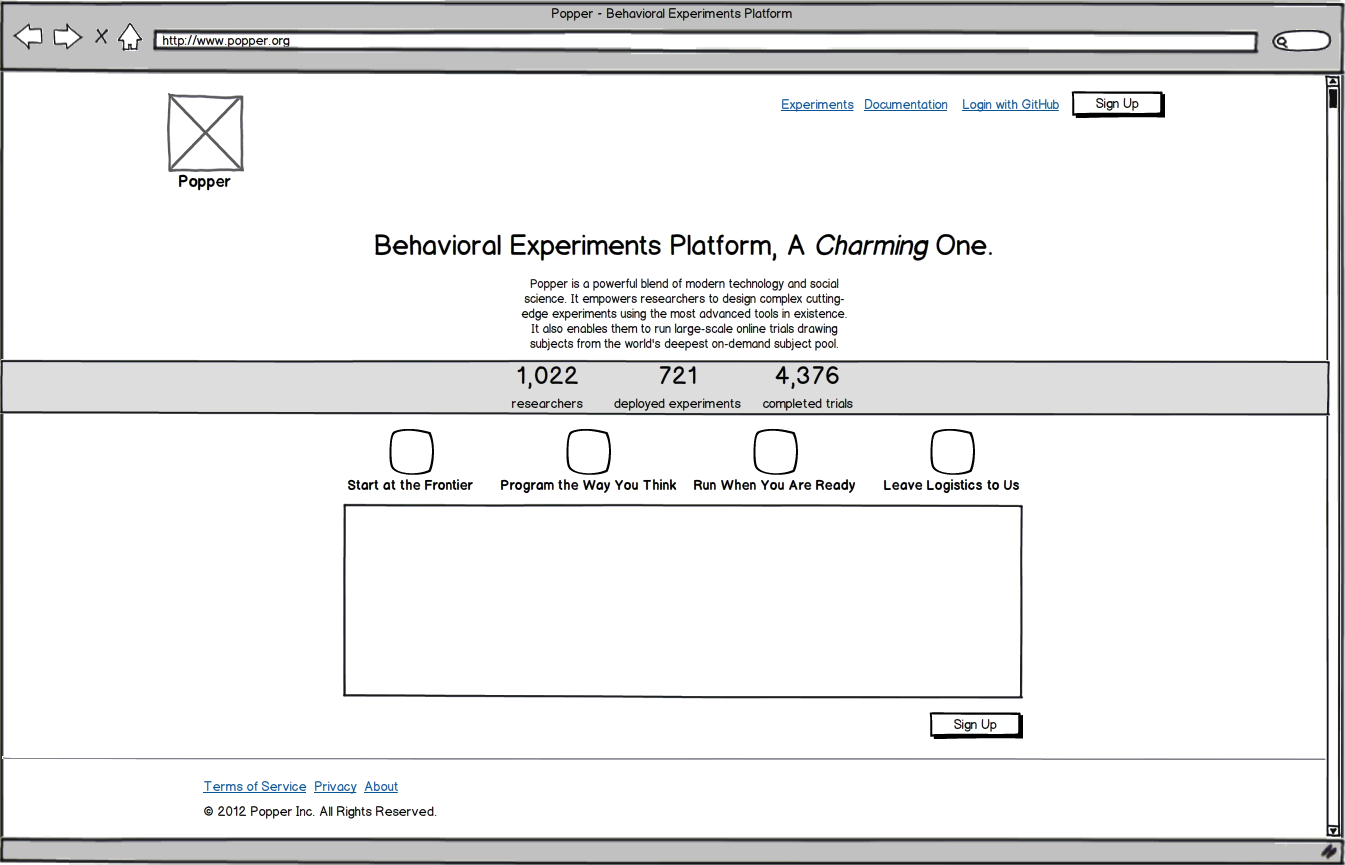 Popper - Behavioral Experiments Platform
http://www.popper.org
Experiments Documentation Login with GitHub Sign Up
Popper
Behavioral Experiments Platform, A Charming One.
Popper is a powerful blend of modern technology and social
science. It empowers researchers to design complex cutting-
edge experiments using the most advanced tools in existence.
It also enables them to run large-scale online trials drawing
subjects from the world's deepest on-demand subject pool.
1,022 721 4,376
researchers deployed experiments completed trials
Start at the Frontier Program the Way You Think Run When You Are Ready Leave Logistics to Us
Sign Up
Terms of Service Privacy About
© 2012 Popper Inc. All Rights Reserved.